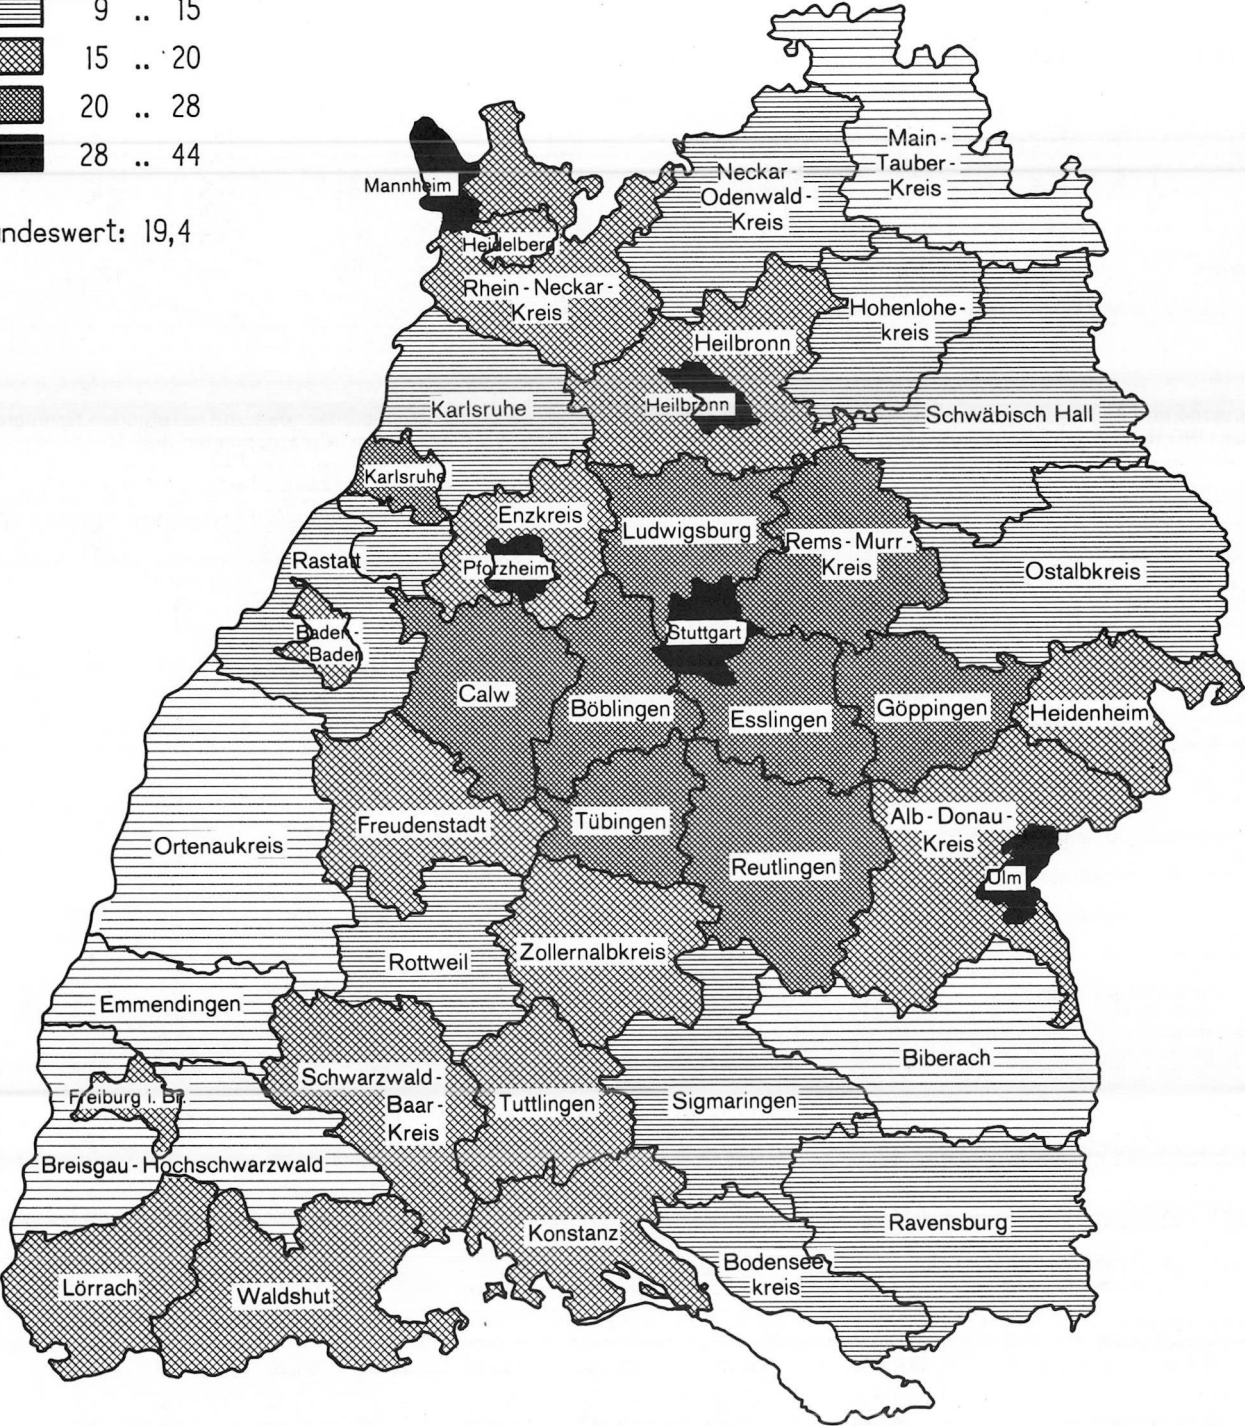 9 .. 15
15 .. 20
20 .. 28
28 .. 44
ndeswert: 19,4
Main-
Tauber-
Kreis
Neckar-
Odenwald-
Kreis
Mannheim
Heidelberg
Rhein-Neckar-
Kreis
Hohenlohe-
kreis
Heilbronn
Heilbronn
Karlsruhe
Schwäbisch Hall
Karlsruhe
Enzkreis
Ludwigsburg
Rems-Murr-
Kreis
Rastatt
Pforzheim
Ostalbkreis
Baden-
Baden
Stuttgart
Calw
Böblingen
Esslingen
Göppingen
Heidenheim
Freudenstadt
Tübingen
Alb-Donau-
Kreis
Ortenaukreis
Reutlingen
Ulm
Rottweil
Zollernalbkreis
Emmendingen
Biberach
Schwarzwald-
Baar-
Kreis
Freiburg i. Br.
Tuttlingen
Sigmaringen
Breisgau-Hochschwarzwald
Konstanz
Ravensburg
Bodensee
kreis
Lörrach
Waldshut